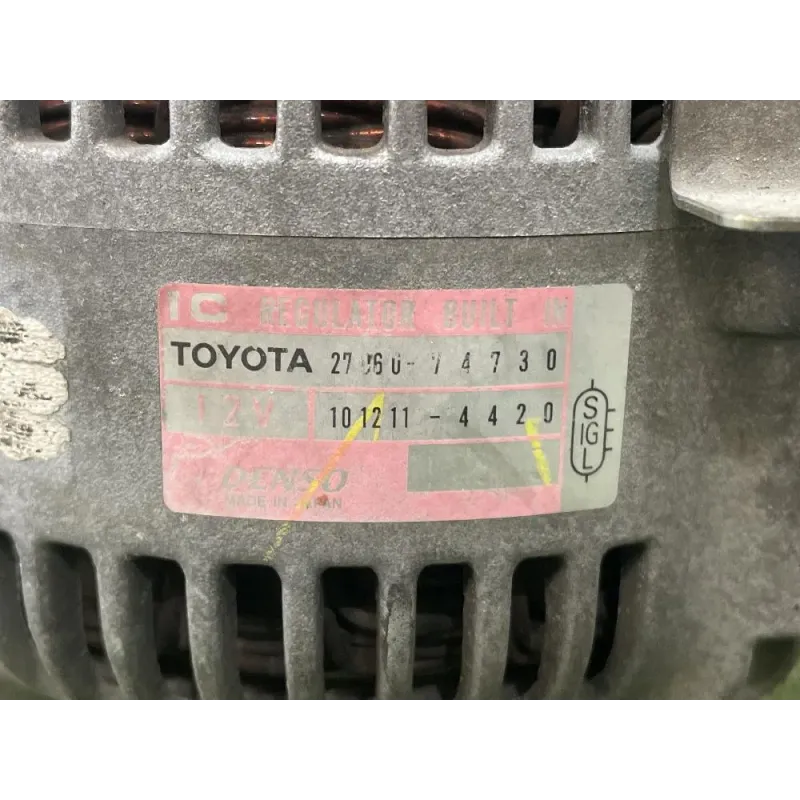 IC REGULATOR BUILT IN
TOYOTA 27060-74730
12V 101211-4420
DENSO
MADE IN JAPAN
S
IG
L